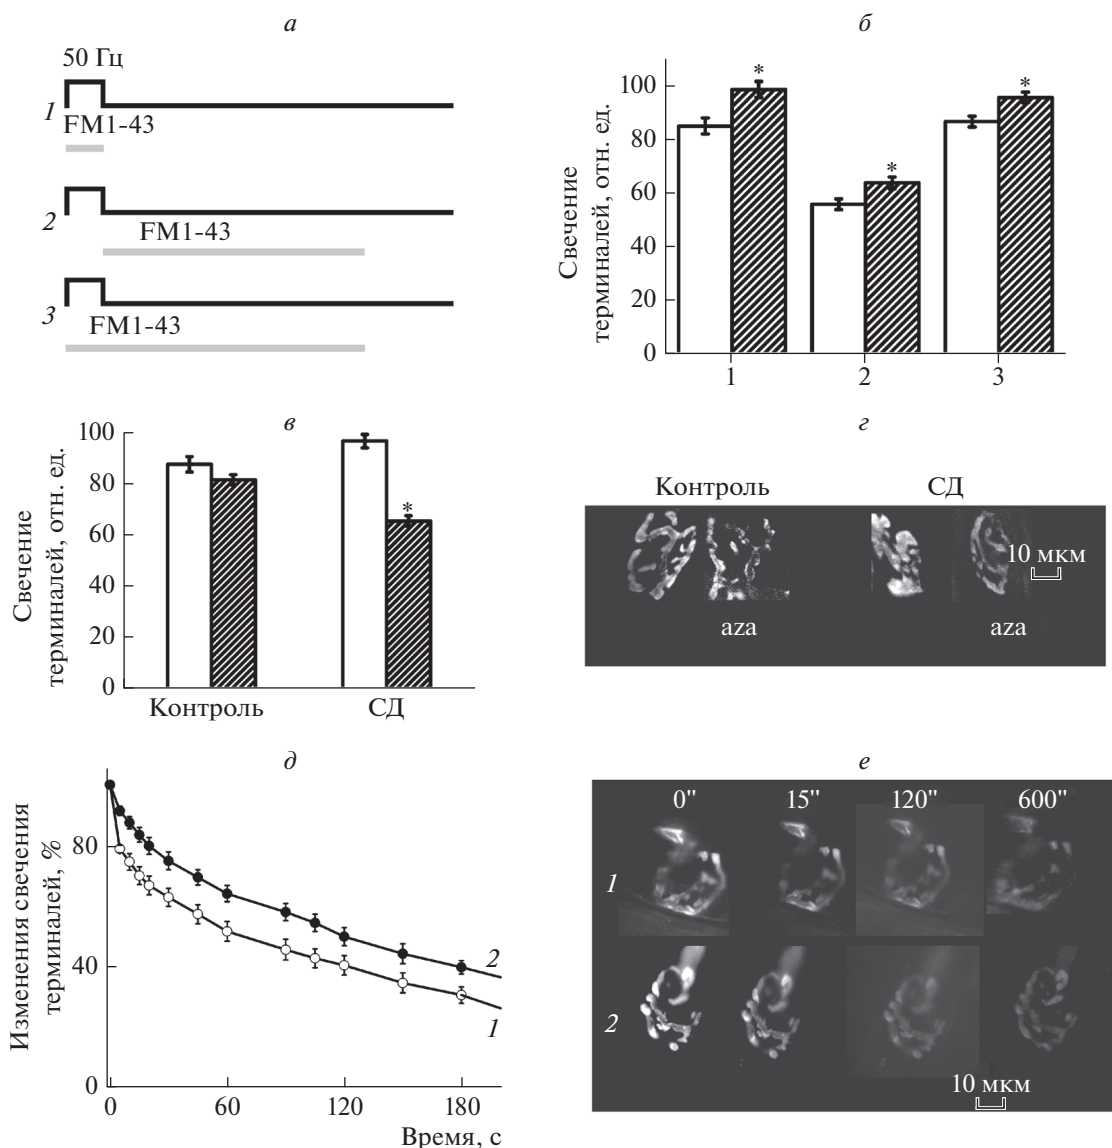 а
50 Гц
1
FM1-43
2
FM1-43
3
FM1-43
б
Свечение
терминалей, отн. ед.
100
80
60
40
20
0
*
*
*
1
2
3
в
Свечение
терминалей, отн. ед.
100
80
60
40
20
0
*
Контроль
СД
г
Контроль
СД
10 мкм
aza
aza
д
Изменения свечения
терминалей, %
80
40
0
2
1
0
60
120
180
Время, с
е
0"
15"
120"
600"
1
2
10 мкм